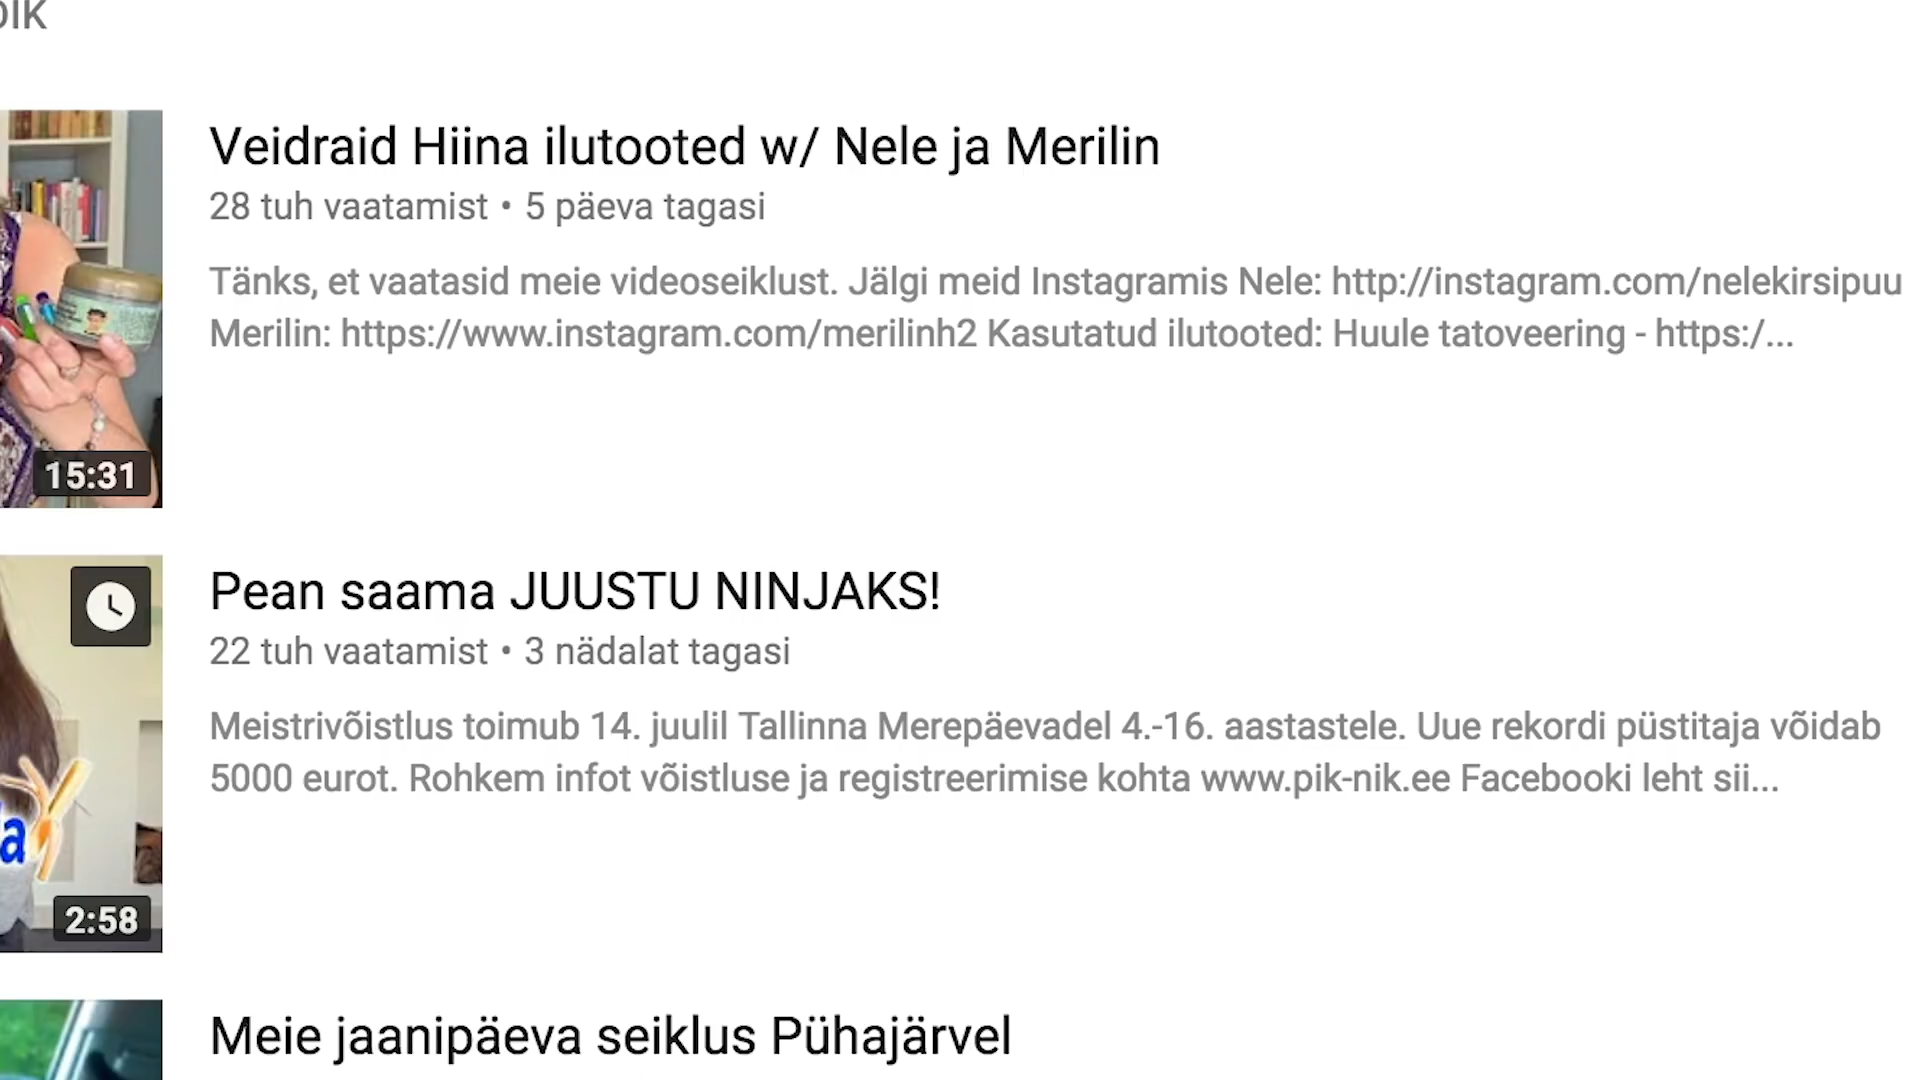 Veidraid Hiina ilutooted w/ Nele ja Merilin
28 tuh vaatamist • 5 päeva tagasi
Tänks, et vaatasid meie videoseiklust. Jälgi meid Instagramis Nele: http://instagram.com/nelekirsipuu
Merilin: https://www.instagram.com/merilinh2 Kasutatud ilutooted: Huule tatoveering - https:/...
15:31
Pean saama JUUSTU NINJAKS!
22 tuh vaatamist • 3 nädalat tagasi
Meistrivõistlus toimub 14. juulil Tallinna Merepäevadel 4.-16. aastastele. Uue rekordi püstitaja võidab
5000 eurot. Rohkem infot võistluse ja registreerimise kohta www.pik-nik.ee Facebooki leht sii...
2:58
Meie jaanipäeva seiklus Pühajärvel